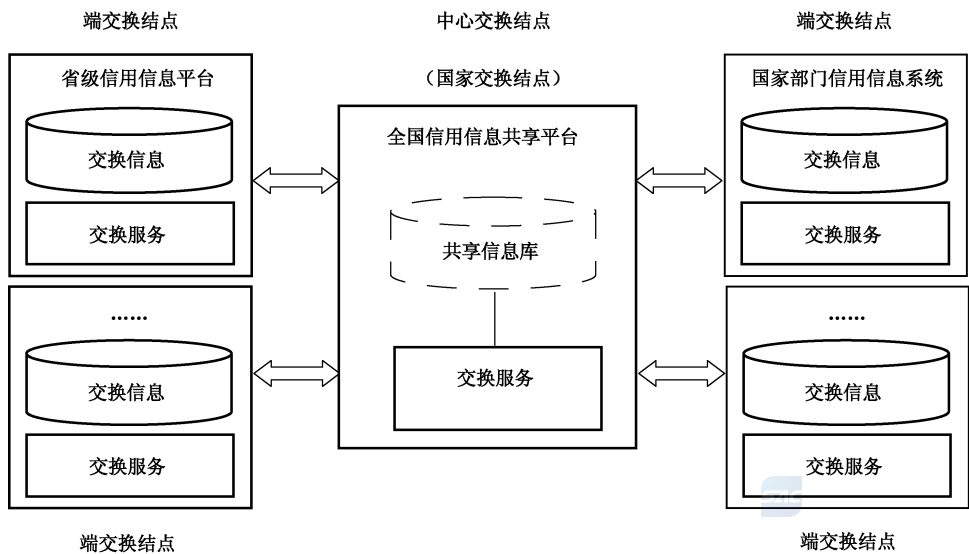 端交换结点
省级信用信息平台
交换信息
交换服务
……
交换信息
交换服务
端交换结点
中心交换结点
（国家交换结点）
全国信用信息共享平台
共享信息库
交换服务
端交换结点
国家部门信用信息系统
交换信息
交换服务
……
交换信息
交换服务
端交换结点
SZIC